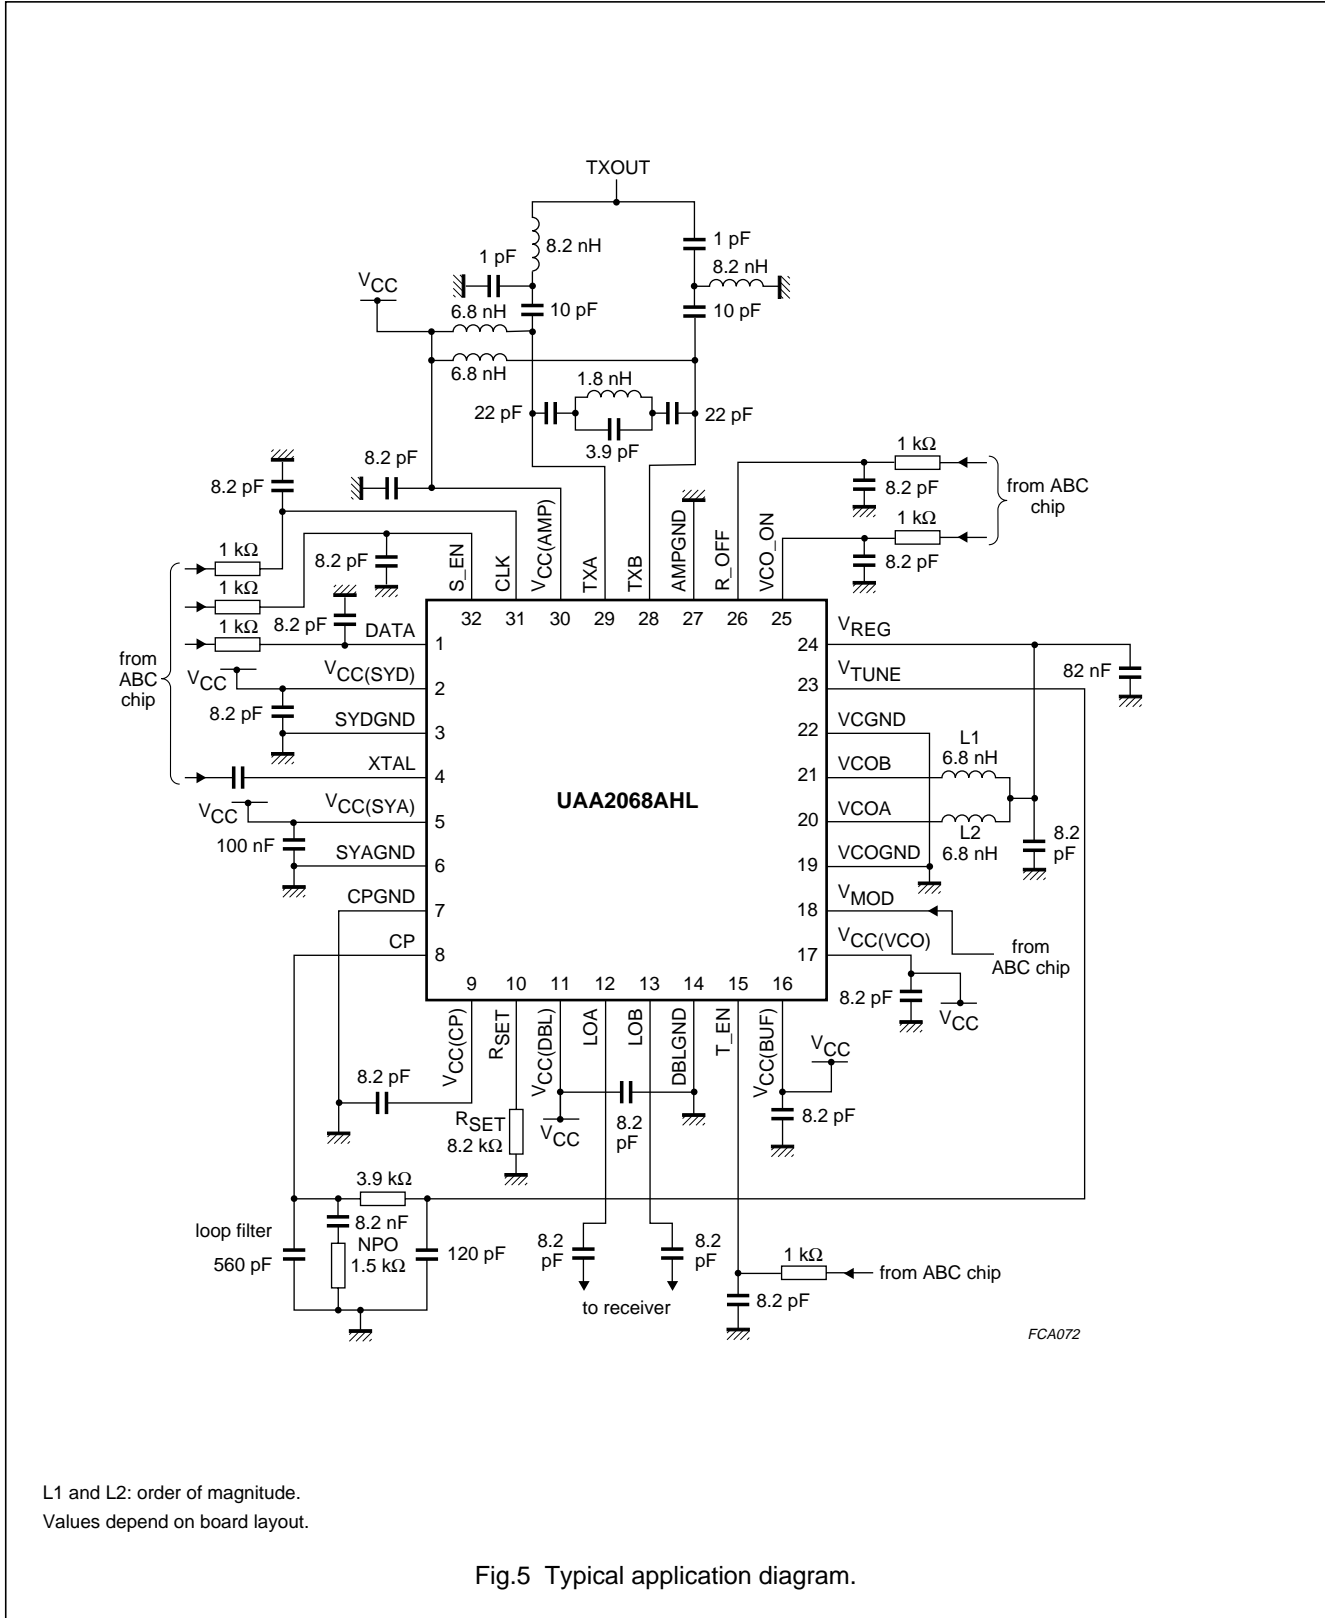 TXOUT
8.2 nH
1 pF
1 pF
8.2 nH
VCC
10 pF
10 pF
6.8 nH
6.8 nH
1.8 nH
22 pF
22 pF
3.9 pF
8.2 pF
8.2 pF
1 kΩ
8.2 pF
from ABC
chip
1 kΩ
8.2 pF
1 kΩ
8.2 pF
1 kΩ
8.2 pF
1 kΩ
from
ABC
chip
S_EN
CLK
VCC(AMP)
TXA
TXB
AMPGND
R_OFF
VCO_ON
32
31
30
29
28
27
26
25
DATA
1
VCC
VCC(SYD)
2
8.2 pF
SYDGND
3
XTAL
4
VCC
VCC(SYA)
5
100 nF
SYAGND
6
CPGND
7
CP
8
UAA2068AHL
24
VREG
82 nF
23
VTUNE
22
VCGND
L1
6.8 nH
21
VCOB
20
VCOA
L2
6.8 nH
8.2
pF
19
VCOGND
18
VMOD
from
ABC chip
17
VCC(VCO)
8.2 pF
VCC
9
10
11
12
13
14
15
16
VCC(CP)
RSET
VCC(DBL)
LOA
LOB
DBLGND
T_EN
VCC(BUF)
8.2 pF
RSET
8.2 kΩ
VCC
8.2
pF
VCC
8.2 pF
3.9 kΩ
loop filter
560 pF
8.2 nF
NPO
1.5 kΩ
120 pF
8.2
pF
8.2
pF
to receiver
1 kΩ
from ABC chip
8.2 pF
FCA072
L1 and L2: order of magnitude.
Values depend on board layout.
Fig.5 Typical application diagram.